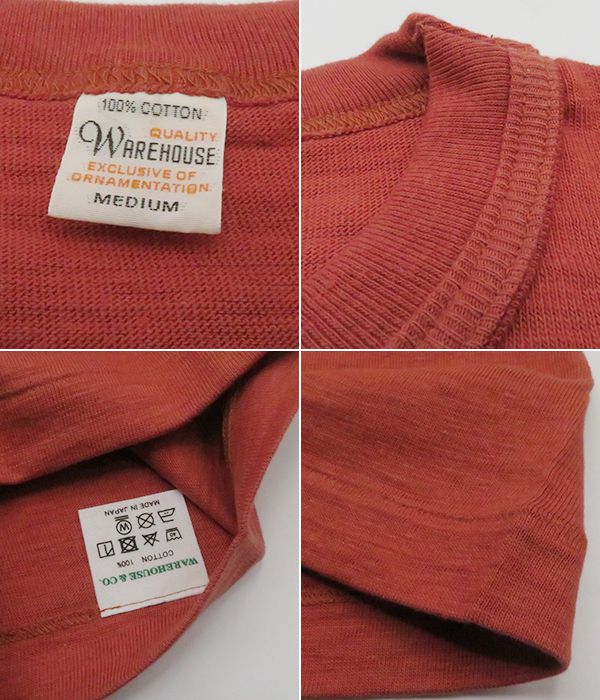 100% COTTON
QUALITY
WAREHOUSE
EXCLUSIVE OF
ORNAMENTATION.
MEDIUM
WAREHOUSE & CO.
COTTON 100%
W
MADE IN JAPAN